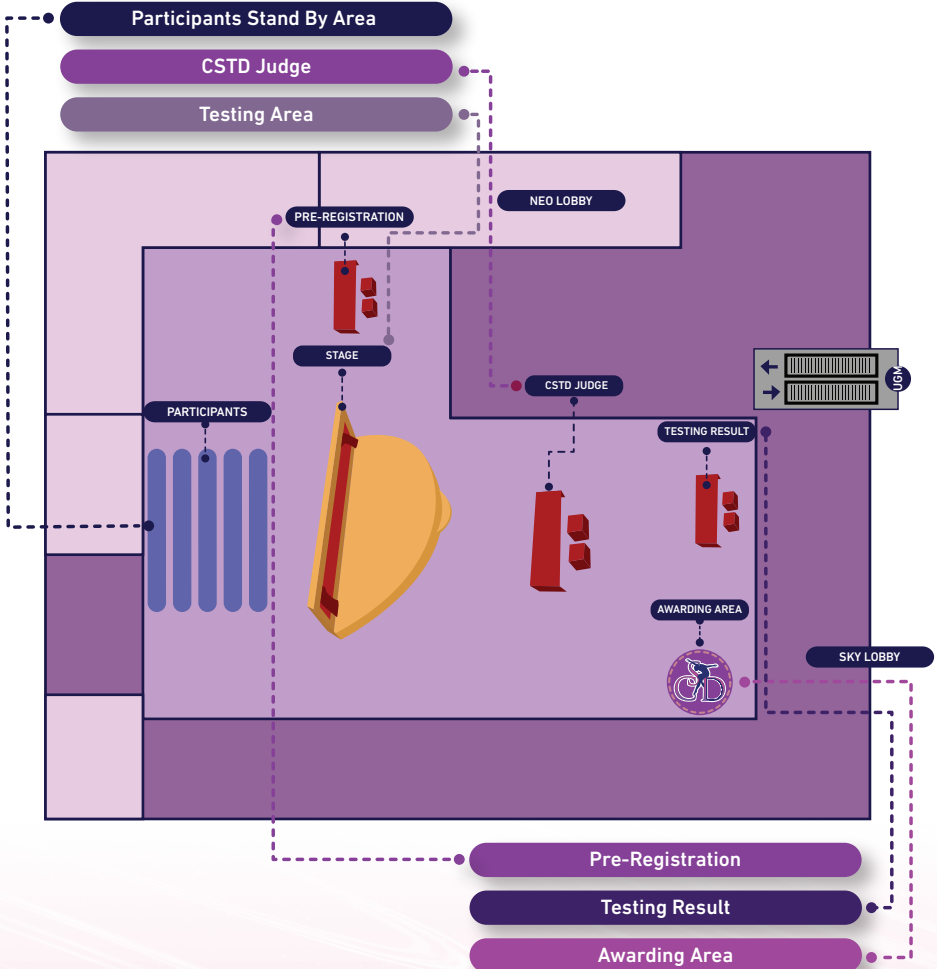 Participants Stand By Area
CSTD Judge
Testing Area
NEO LOBBY
PRE-REGISTRATION
STAGE
CSTD JUDGE
UGM
PARTICIPANTS
TESTING RESULT
AWARDING AREA
SKY LOBBY
CD
Pre-Registration
Testing Result
Awarding Area